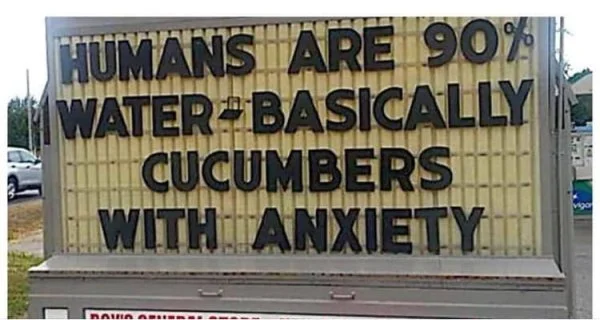 HUMANS ARE 90%
WATER-BASICALLY
CUCUMBERS
WITH ANXIETY